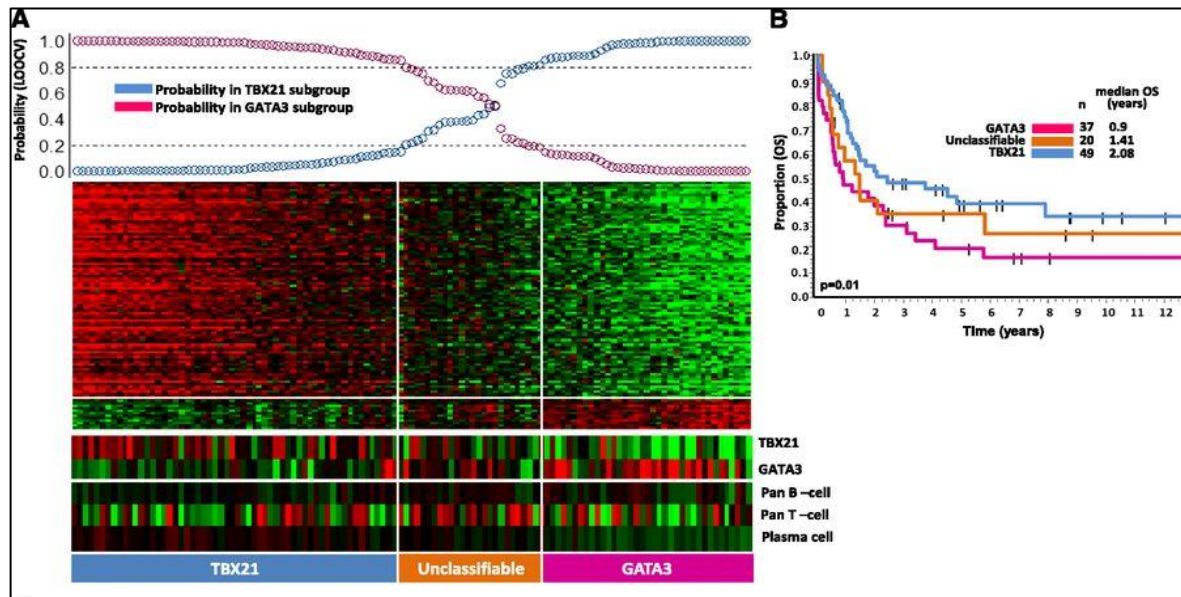 A
Probability (LOOCV)
1.0
0.8
0.6
0.4
0.2
0.0
Probability in TBX21 subgroup
Probability in GATA3 subgroup
TBX21
GATA3
Pan B –cell
Pan T –cell
Plasma cell
TBX21 Unclassifiable GATA3
B
Proportion (OS)
1.0
0.9
0.8
0.7
0.6
0.5
0.4
0.3
0.2
0.1
0.0
n median OS (years)
GATA3 37 0.9
Unclassifiable 20 1.41
TBX21 49 2.08
p=0.01
0 1 2 3 4 5 6 7 8 9 10 11 12
Time (years)